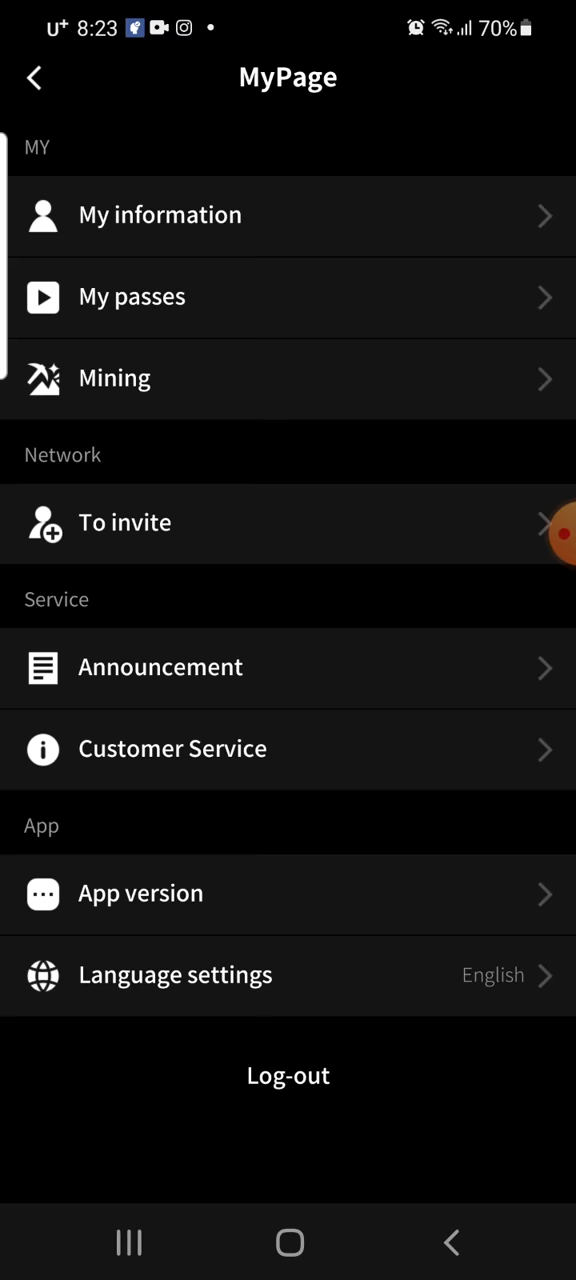 U+ 8:23 70%
MyPage
MY
My information
My passes
Mining
Network
To invite
Service
Announcement
Customer Service
App
App version
Language settings English
Log-out